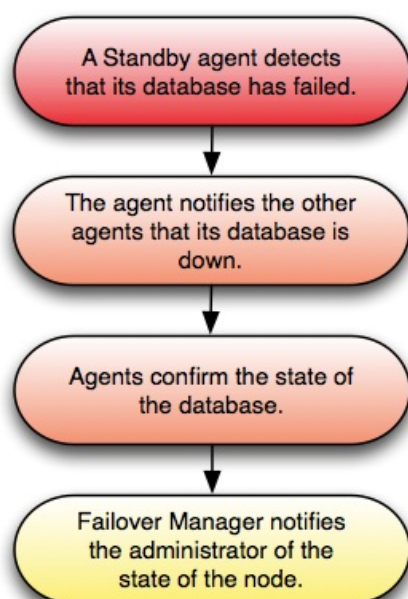 A Standby agent detects
that its database has failed.
The agent notifies the other
agents that its database is
down.
Agents confirm the state of
the database.
Failover Manager notifies
the administrator of the
state of the node.